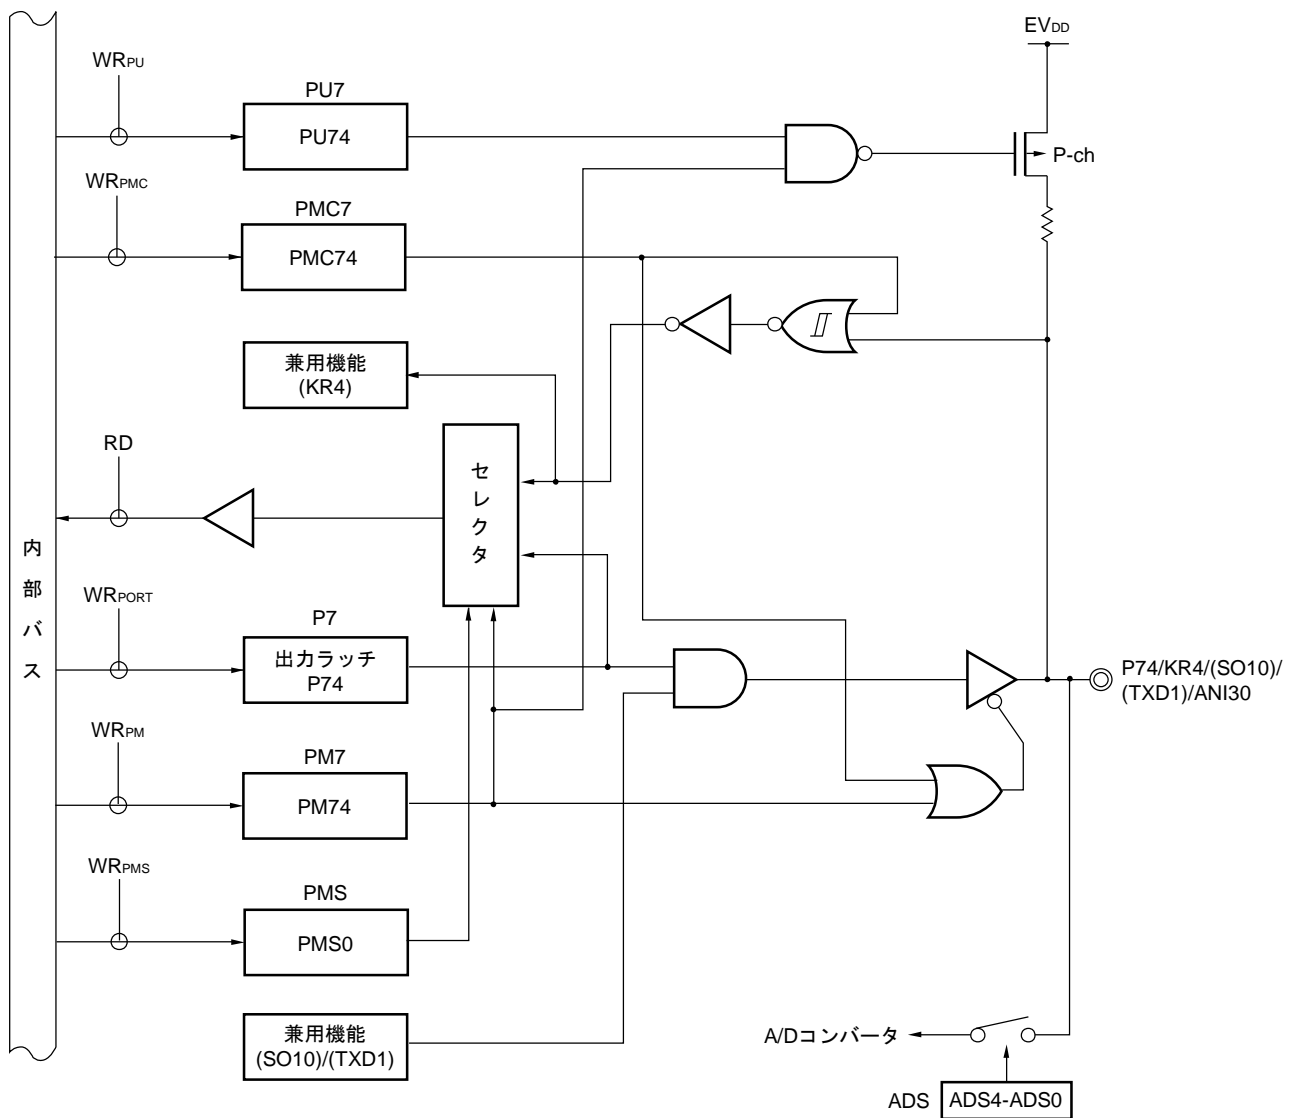 EVDD
WRPU
PU7
PU74
P-ch
WRPMC
PMC7
PMC74
兼用機能
(KR4)
RD
セレクタ
内部バス
WRPORT
P7
出力ラッチ
P74
P74/KR4/(SO10)/
(TXD1)/ANI30
WRPM
PM7
PM74
WRPMS
PMS
PMS0
兼用機能
(SO10)/(TXD1)
A/Dコンバータ
ADS
ADS4-ADS0